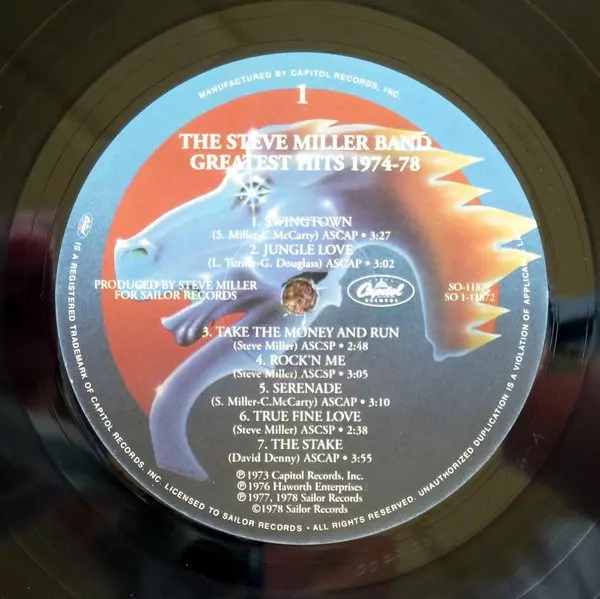 MANUFACTURED BY CAPITOL RECORDS, INC.
1
THE STEVE MILLER BAND
GREATEST HITS 1974-78
1. SWINGTOWN
(S. Miller-C.McCarty) ASCAP • 3:27
2. JUNGLE LOVE
(L. Turner-G. Douglass) ASCAP • 3:02
PRODUCED BY STEVE MILLER
FOR SAILOR RECORDS
Capitol
RECORDS
SO-11872
SO 1-11872
3. TAKE THE MONEY AND RUN
(Steve Miller) ASCSP • 2:48
4. ROCK'N ME
(Steve Miller) ASCSP • 3:05
5. SERENADE
(S. Miller-C.McCarty) ASCAP • 3:10
6. TRUE FINE LOVE
(Steve Miller) ASCSP • 2:38
7. THE STAKE
(David Denny) ASCAP • 3:55
℗1973 Capitol Records, Inc.
℗1976 Haworth Enterprises
℗1977, 1978 Sailor Records
©1978 Sailor Records
Capitol IS A REGISTERED TRADEMARK OF CAPITOL RECORDS, INC. LICENSED TO SAILOR RECORDS • ALL RIGHTS RESERVED. UNAUTHORIZED DUPLICATION IS A VIOLATION OF APPLICABLE